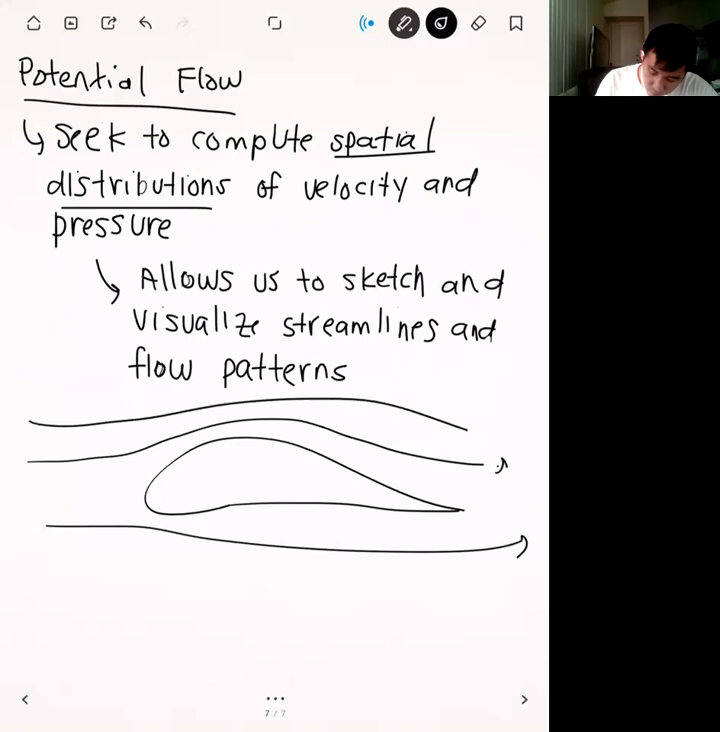 Potential Flow
↳ Seek to compute spatial
distributions of velocity and
pressure
↳ Allows us to sketch and
visualize streamlines and
flow patterns
7 / 7